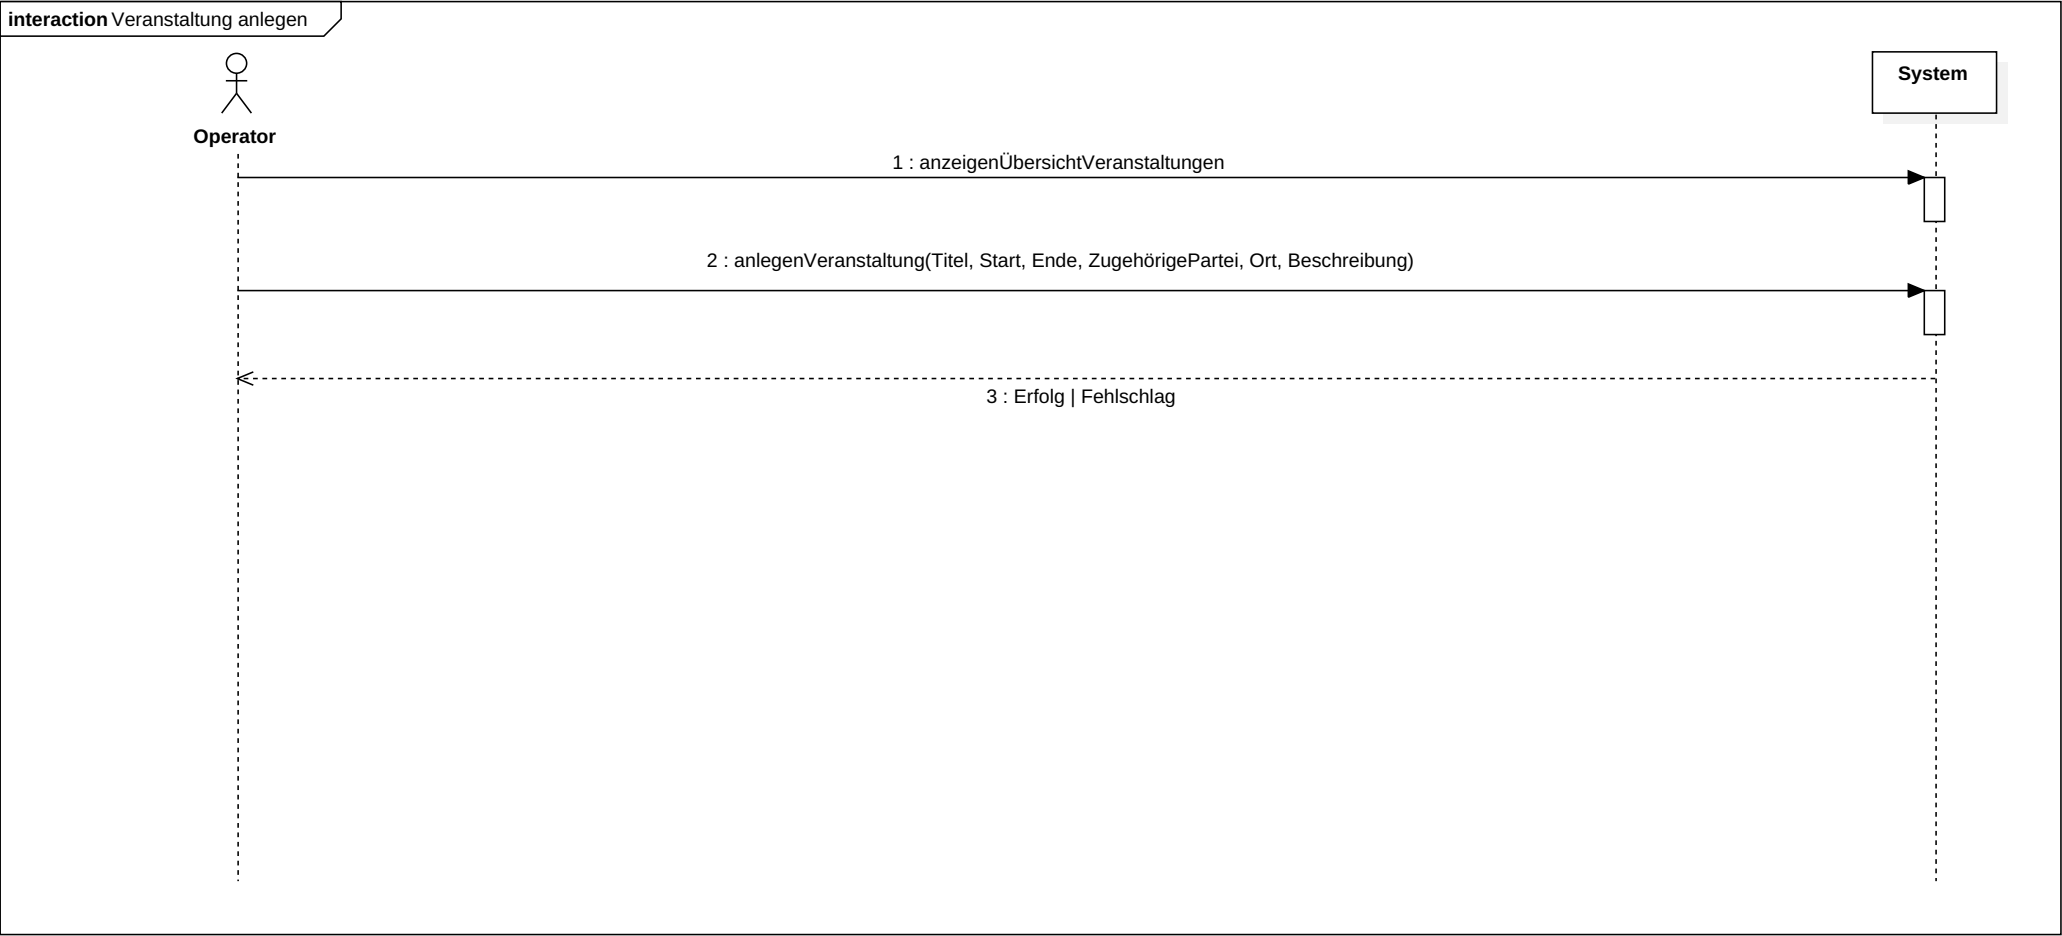 interaction Veranstaltung anlegen
Operator
System
1 : anzeigenÜbersichtVeranstaltungen
2 : anlegenVeranstaltung(Titel, Start, Ende, ZugehörigePartei, Ort, Beschreibung)
3 : Erfolg | Fehlschlag